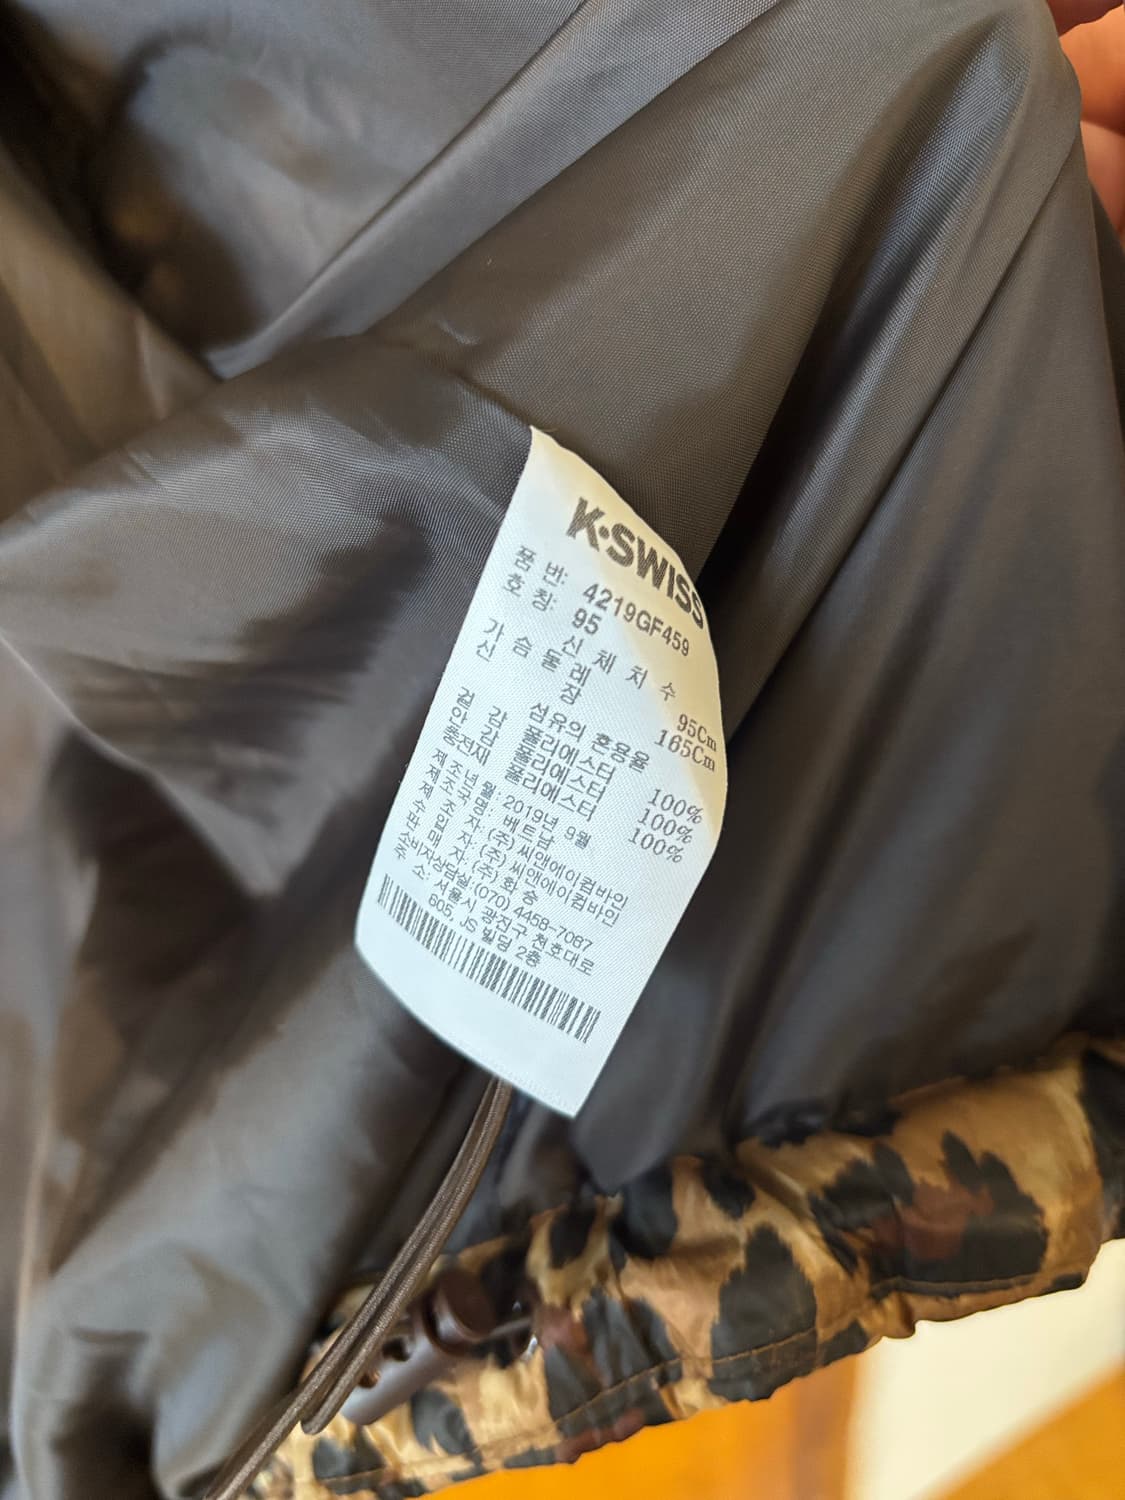 K·SWISS
품 번: 4219GF459
호 칭: 95
신 체 치 수
가 슴 둘 레 95Cm
신 장 165Cm
섬유의 혼용율
겉 감 폴리에스터 100%
안 감 폴리에스터 100%
충전재 폴리에스터 100%
제 조 년 월: 2019년 9월
제 조 국 명: 베트남
수 입 자: (주) 씨앤에이컴바인
판 매 자: (주) 씨앤에이컴바인
(주) 화 승
소비자상담실: (070) 4458-7087
주 소: 서울시 광진구 천호대로
605, JS 빌딩 2층